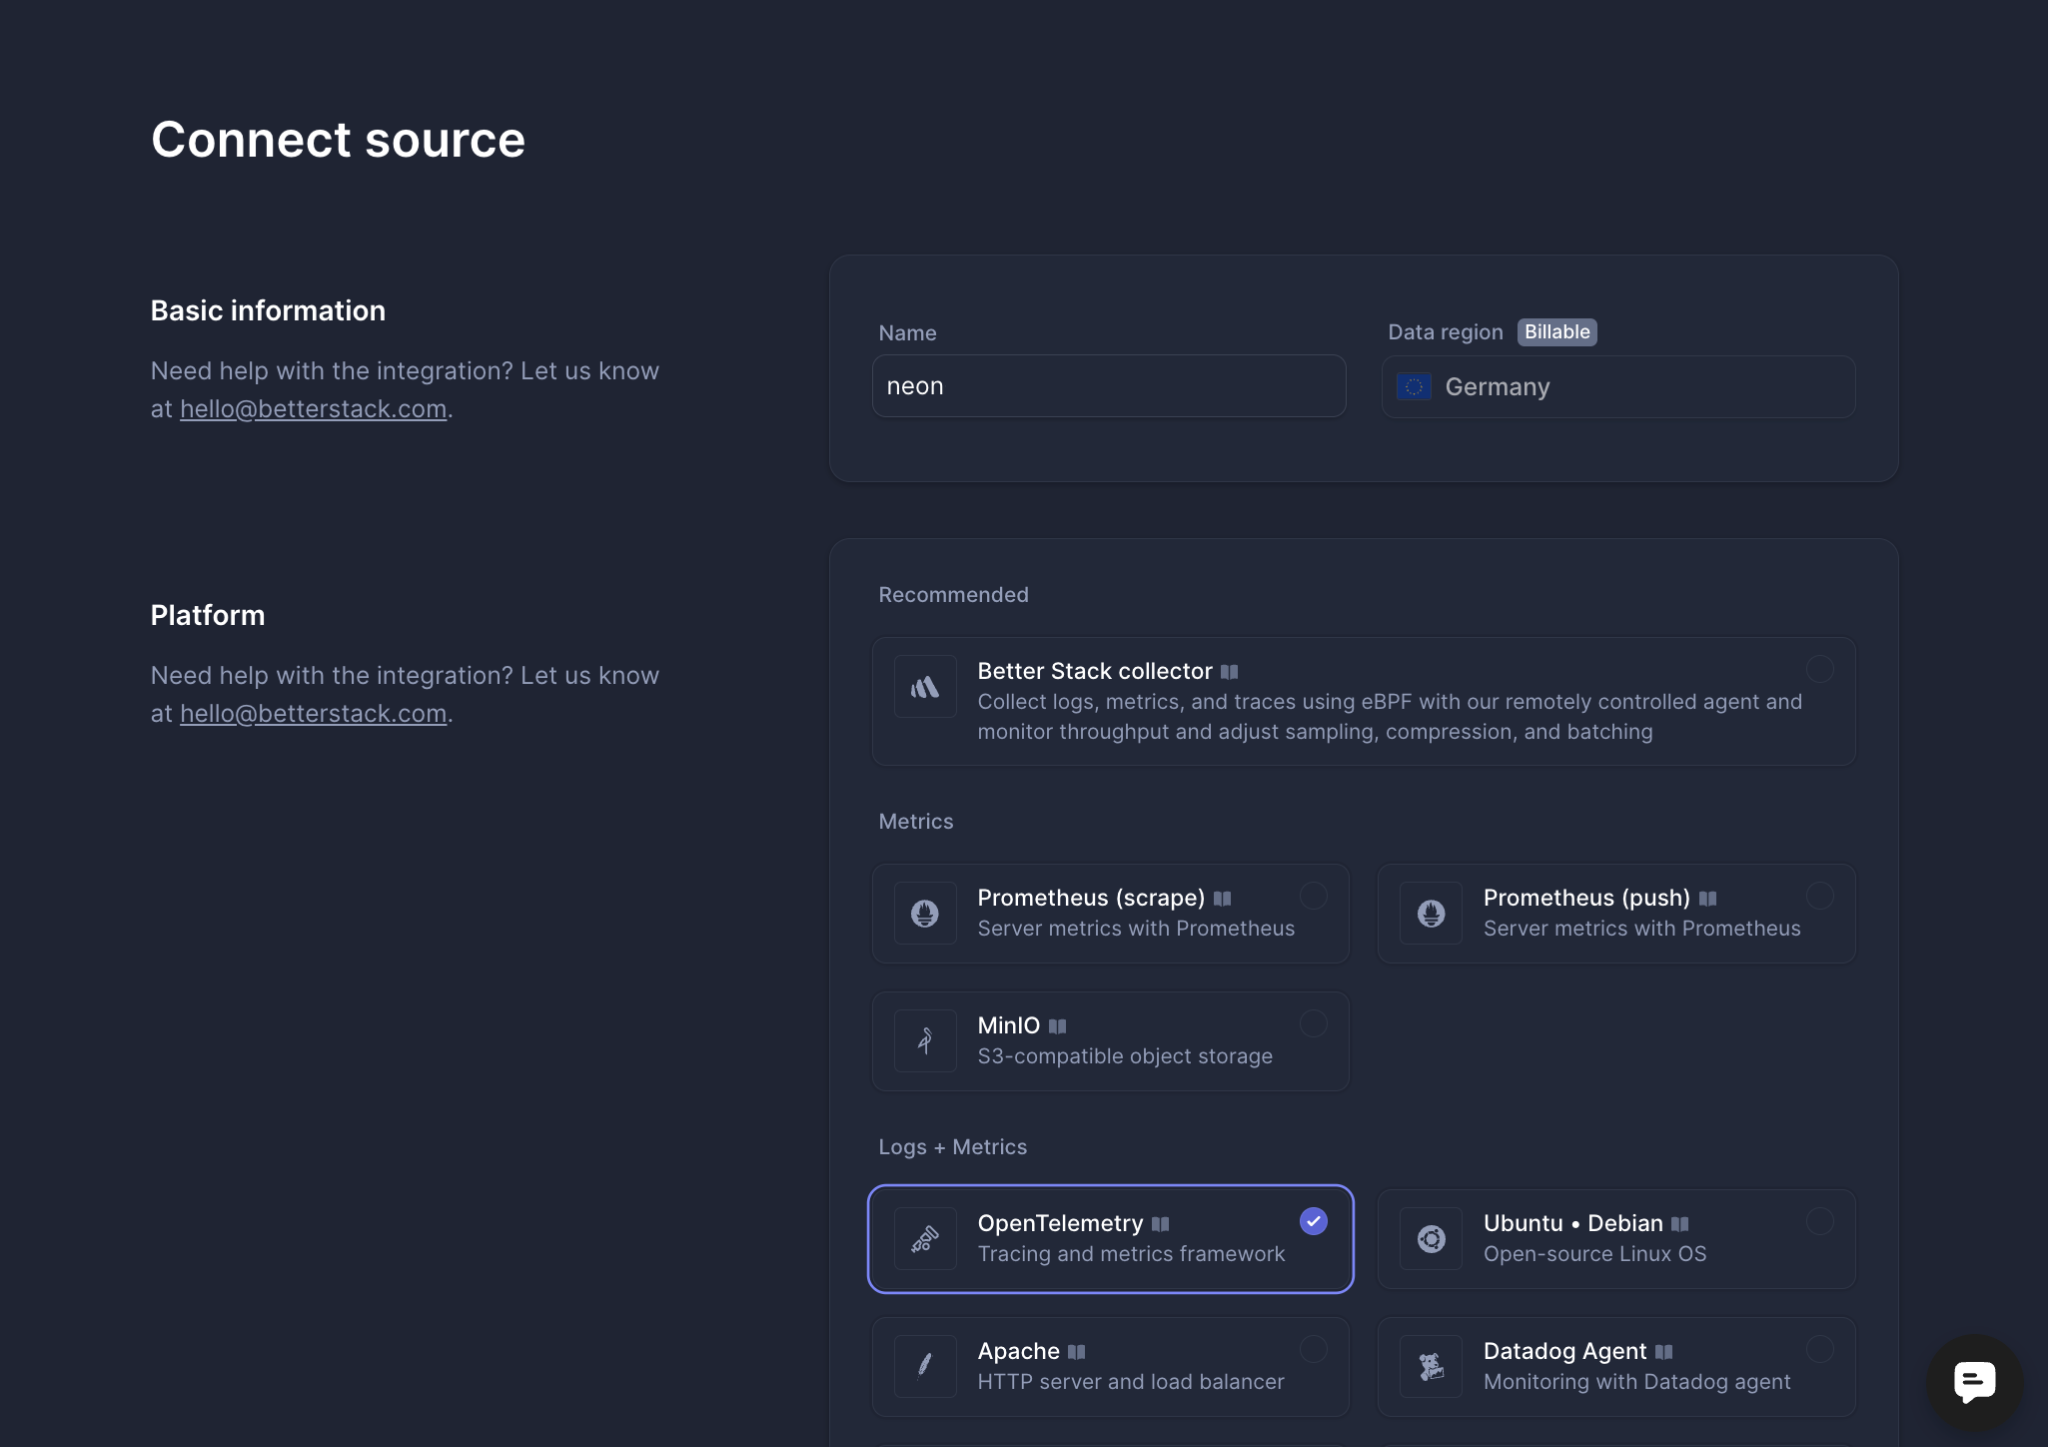 Connect source
Basic information
Need help with the integration? Let us know
at hello@betterstack.com.
Name
neon
Data region
Billable
Germany
Platform
Need help with the integration? Let us know
at hello@betterstack.com.
Recommended
Better Stack collector
Collect logs, metrics, and traces using eBPF with our remotely controlled agent and
monitor throughput and adjust sampling, compression, and batching
Metrics
Prometheus (scrape)
Server metrics with Prometheus
Prometheus (push)
Server metrics with Prometheus
MinIO
S3-compatible object storage
Logs + Metrics
OpenTelemetry
Tracing and metrics framework
Ubuntu • Debian
Open-source Linux OS
Apache
HTTP server and load balancer
Datadog Agent
Monitoring with Datadog agent